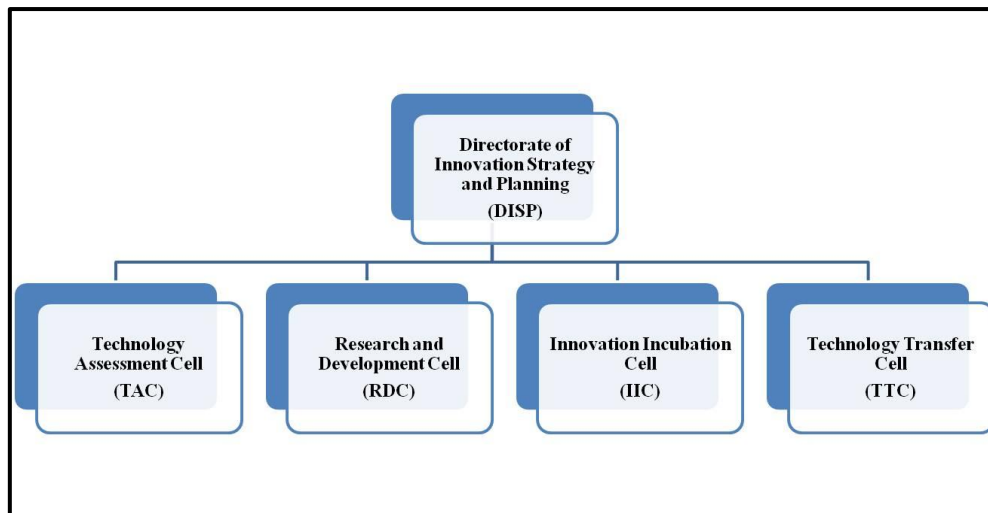 Directorate of
Innovation Strategy
and Planning
(DISP)
Technology
Assessment Cell
(TAC)
Research and
Development Cell
(RDC)
Innovation Incubation
Cell
(IIC)
Technology Transfer
Cell
(TTC)